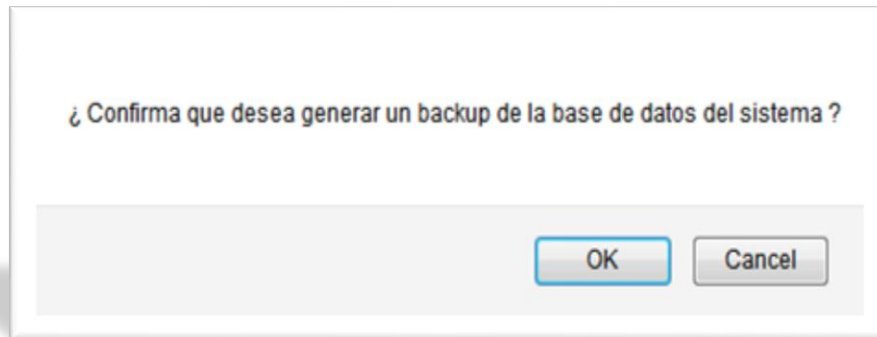 ¿ Confirma que desea generar un backup de la base de datos del sistema ?
OK Cancel